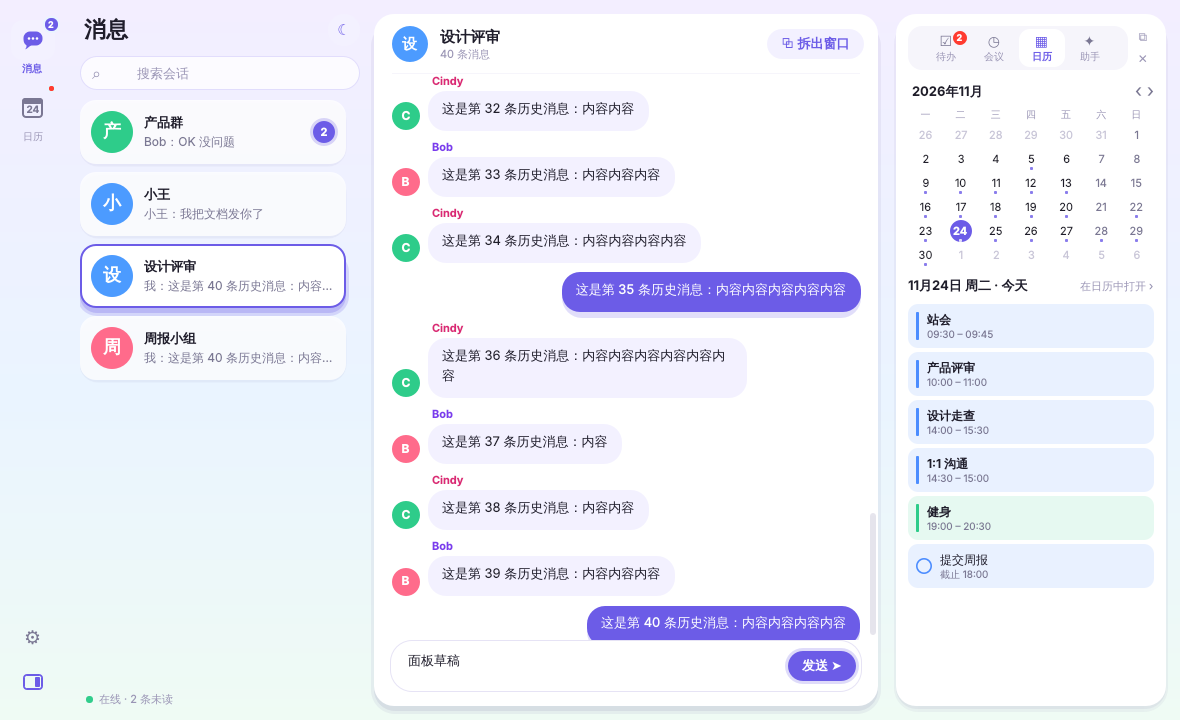 2
消息
24
日历
消息
搜索会话
产
产品群
Bob：OK 没问题
2
小
小王
小王：我把文档发你了
设
设计评审
我：这是第 40 条历史消息：内容…
周
周报小组
我：这是第 40 条历史消息：内容…
在线 · 2 条未读
设
设计评审
40 条消息
拆出窗口
Cindy
C
这是第 32 条历史消息：内容内容
Bob
B
这是第 33 条历史消息：内容内容内容
Cindy
C
这是第 34 条历史消息：内容内容内容内容
这是第 35 条历史消息：内容内容内容内容内容
Cindy
这是第 36 条历史消息：内容内容内容内容内容内
容
C
Bob
B
这是第 37 条历史消息：内容
Cindy
C
这是第 38 条历史消息：内容内容
Bob
B
这是第 39 条历史消息：内容内容内容
这是第 40 条历史消息：内容内容内容内容
面板草稿
发送 ➤
2
待办
会议
日历
助手
2026年11月
一 二 三 四 五 六 日
26 27 28 29 30 31 1
2 3 4 5 6 7 8
9 10 11 12 13 14 15
16 17 18 19 20 21 22
23 24 25 26 27 28 29
30 1 2 3 4 5 6
11月24日 周二 · 今天
在日历中打开 ›
站会
09:30 – 09:45
产品评审
10:00 – 11:00
设计走查
14:00 – 15:30
1:1 沟通
14:30 – 15:00
健身
19:00 – 20:30
提交周报
截止 18:00